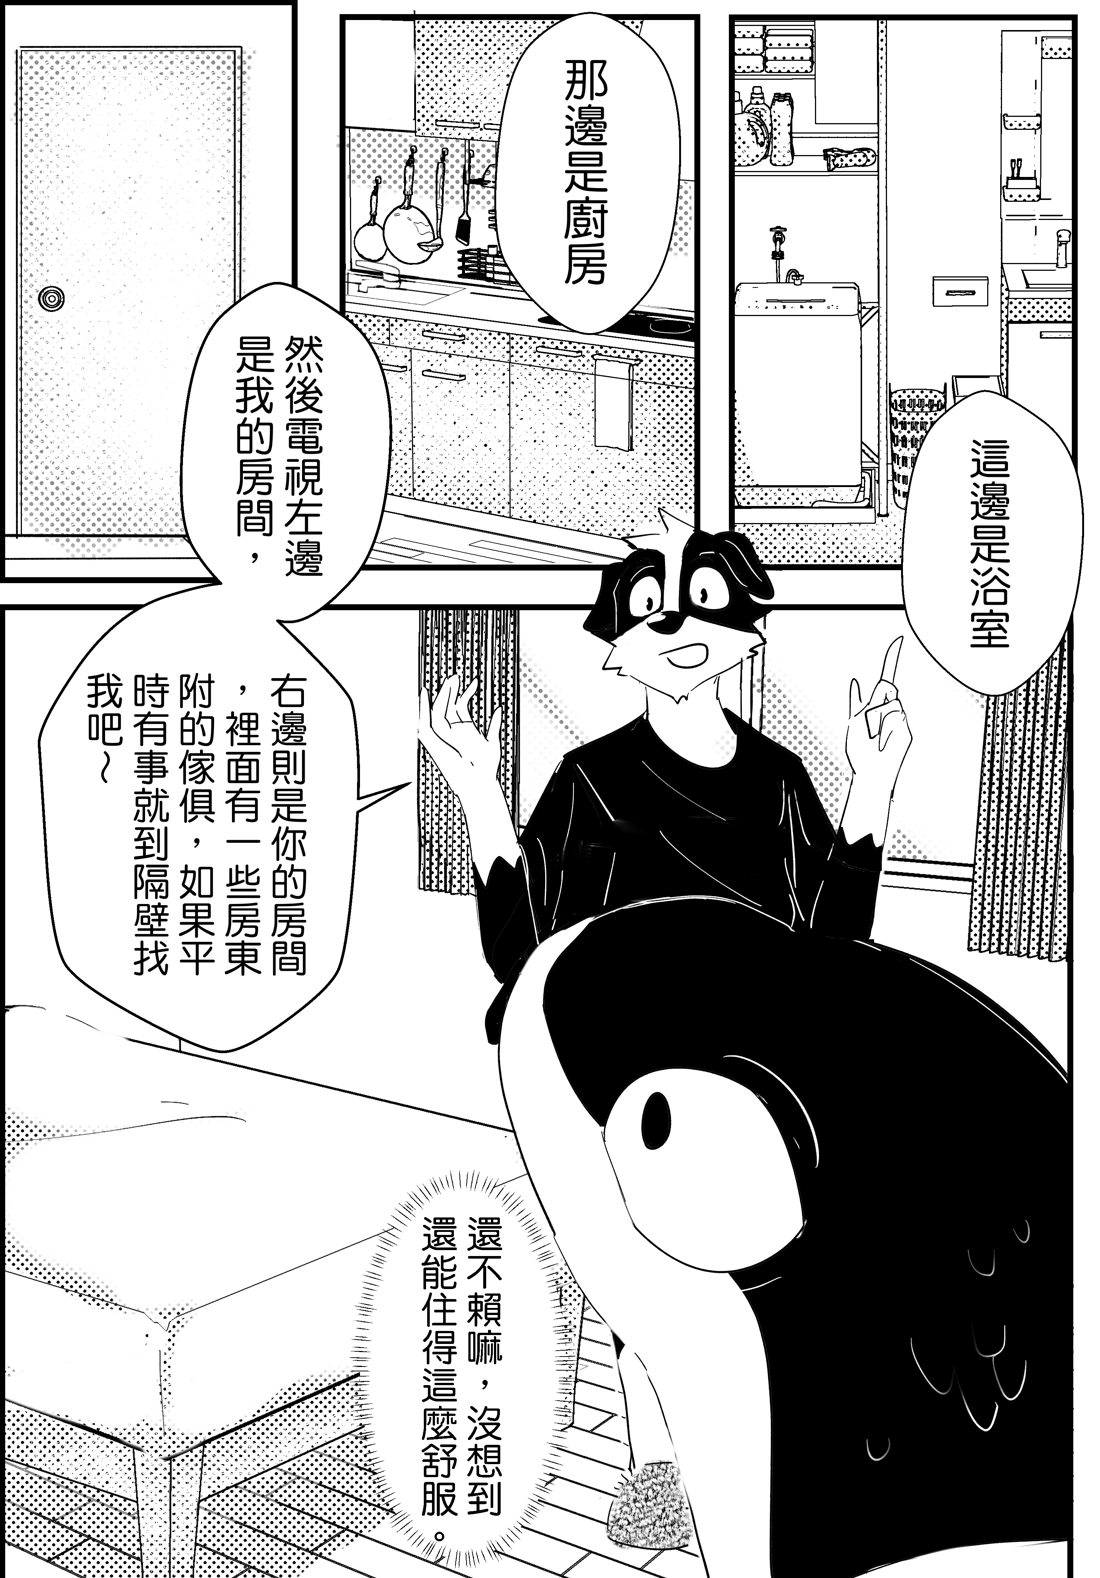 這邊是浴室
那邊是廚房
然後電視左邊
是我的房間，
右邊則是你的房間
，裡面有一些房東
附的傢俱，如果平
時有事就到隔壁找
我吧～
還不賴嘛，沒想到
還能住得這麼舒服。